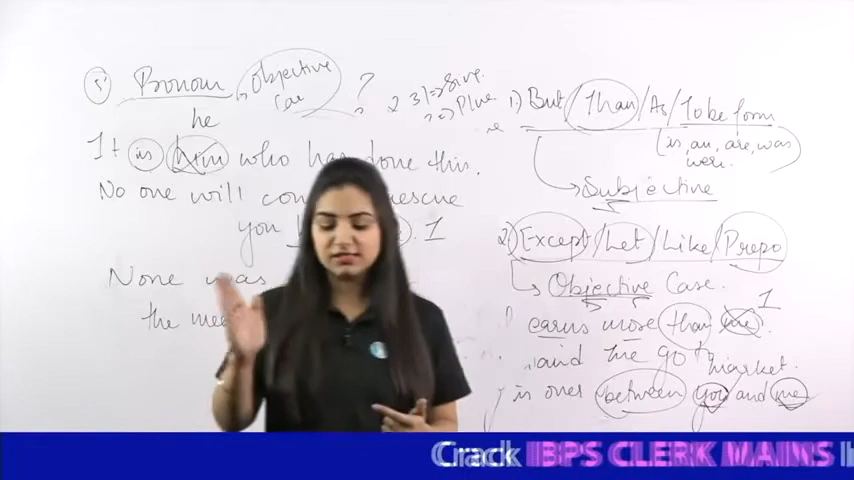 5) Pronoun Objective Case ?
he
It is him who has done this.
No one will rescue
you I
None was
the
1) But / Than / As / To be form
is, am, are, was
were.
Subjective
2) Except / Let / Like / Prepo
Objective Case.
earns more than me. I
and me go to market.
is ours between you and me
Crack IBPS CLERK MAINS